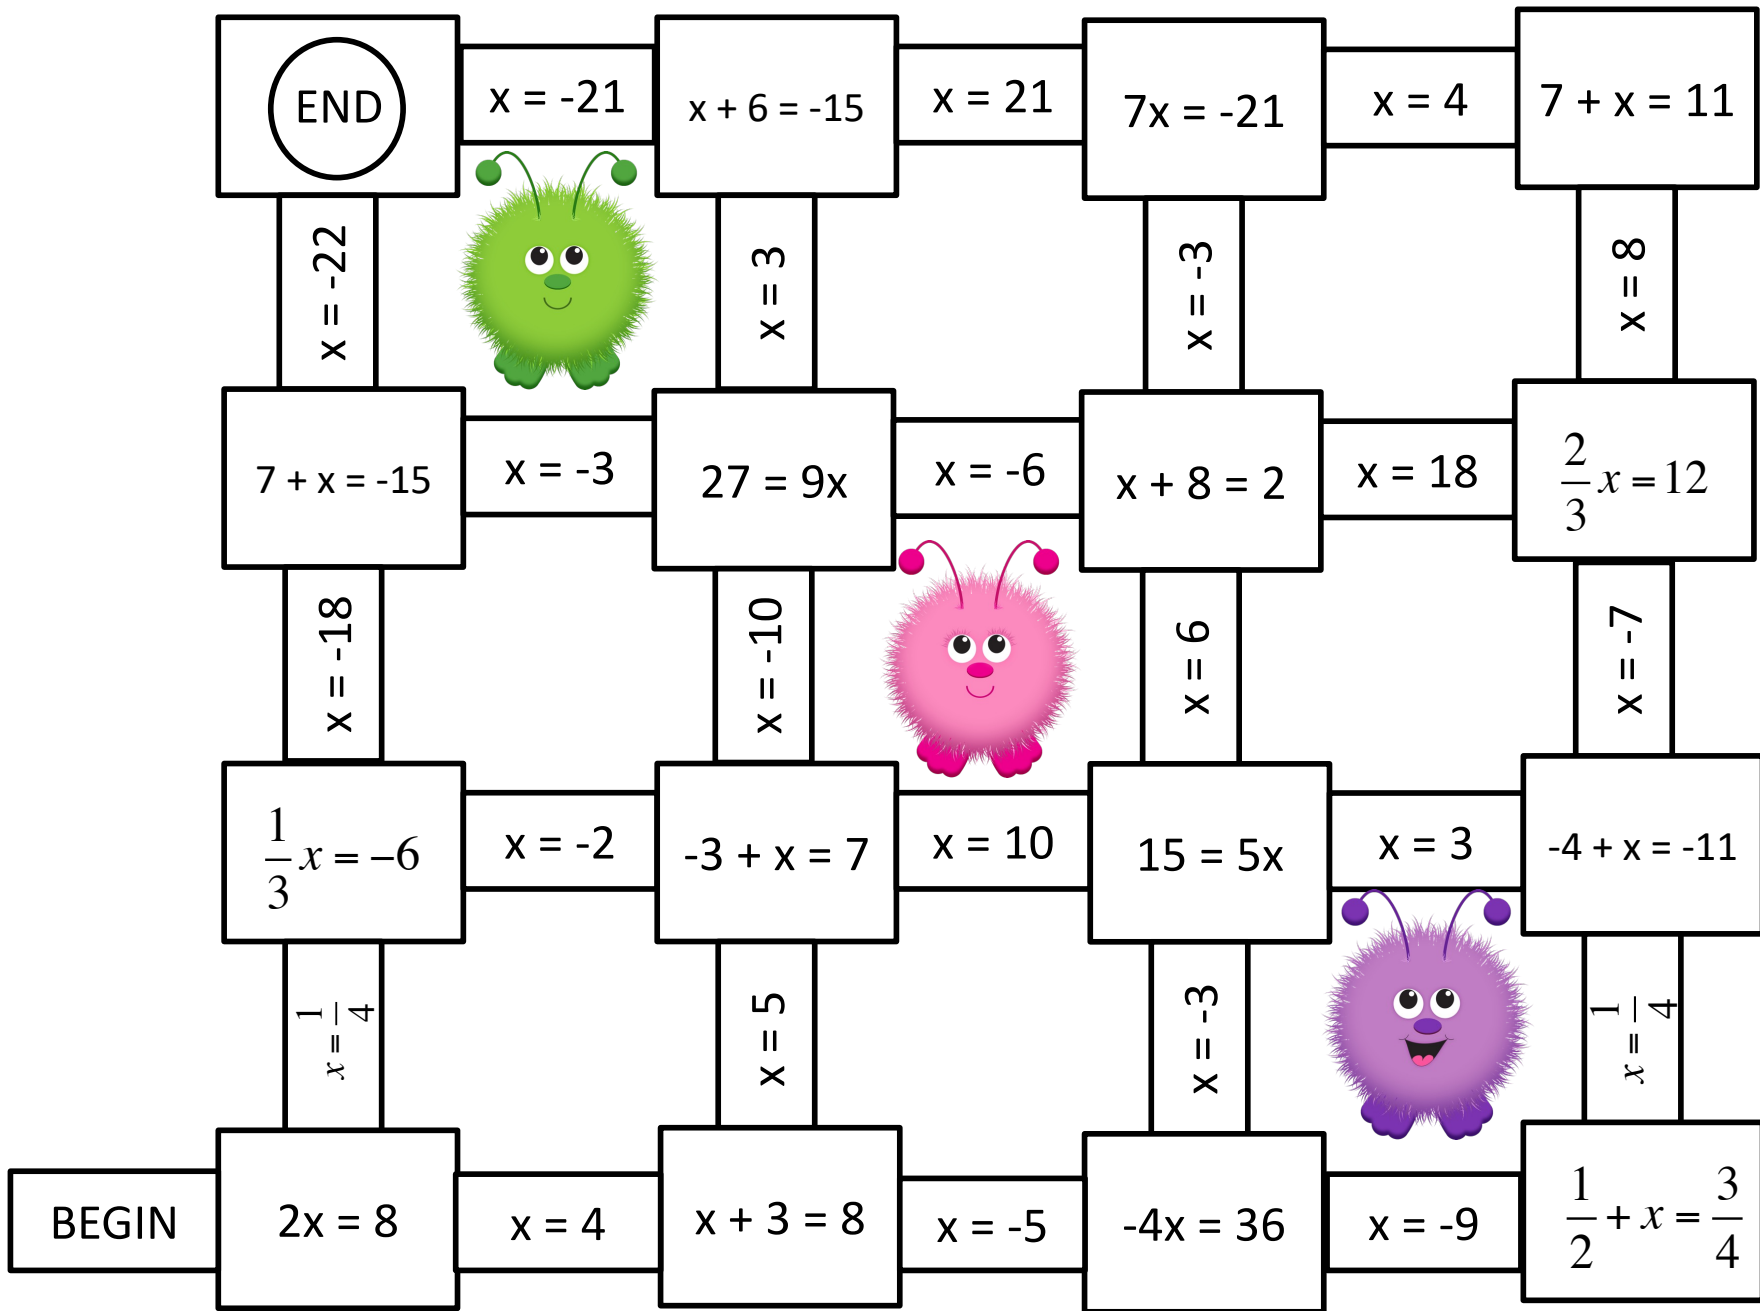 END
x = -21
x + 6 = -15
x = 21
7x = -21
x = 4
7 + x = 11
x = -22
x = 3
x = -3
x = 8
7 + x = -15
x = -3
27 = 9x
x = -6
x + 8 = 2
x = 18
2/3 x = 12
x = -18
x = -10
x = 6
x = -7
1/3 x = −6
x = -2
-3 + x = 7
x = 10
15 = 5x
x = 3
-4 + x = -11
x = 1/4
x = 5
x = -3
x = 1/4
BEGIN
2x = 8
x = 4
x + 3 = 8
x = -5
-4x = 36
x = -9
1/2 + x = 3/4